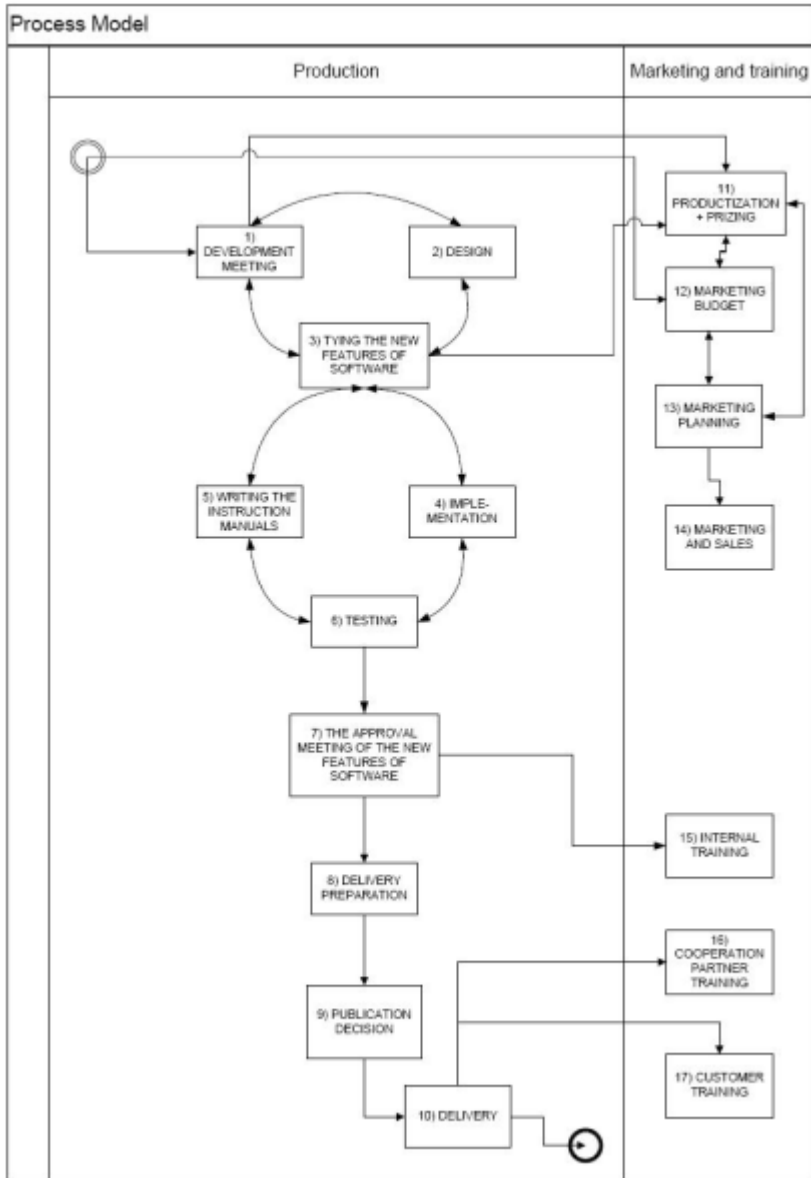 Process Model
Production
Marketing and training
1)
DEVELOPMENT
MEETING
2) DESIGN
3) TYING THE NEW
FEATURES OF
SOFTWARE
5) WRITING THE
INSTRUCTION
MANUALS
4) IMPLE-
MENTATION
6) TESTING
7) THE APPROVAL
MEETING OF THE NEW
FEATURES OF
SOFTWARE
8) DELIVERY
PREPARATION
9) PUBLICATION
DECISION
10) DELIVERY
11)
PRODUCTIZATION
+ PRIZING
12) MARKETING
BUDGET
13) MARKETING
PLANNING
14) MARKETING
AND SALES
15) INTERNAL
TRAINING
16)
COOPERATION
PARTNER
TRAINING
17) CUSTOMER
TRAINING